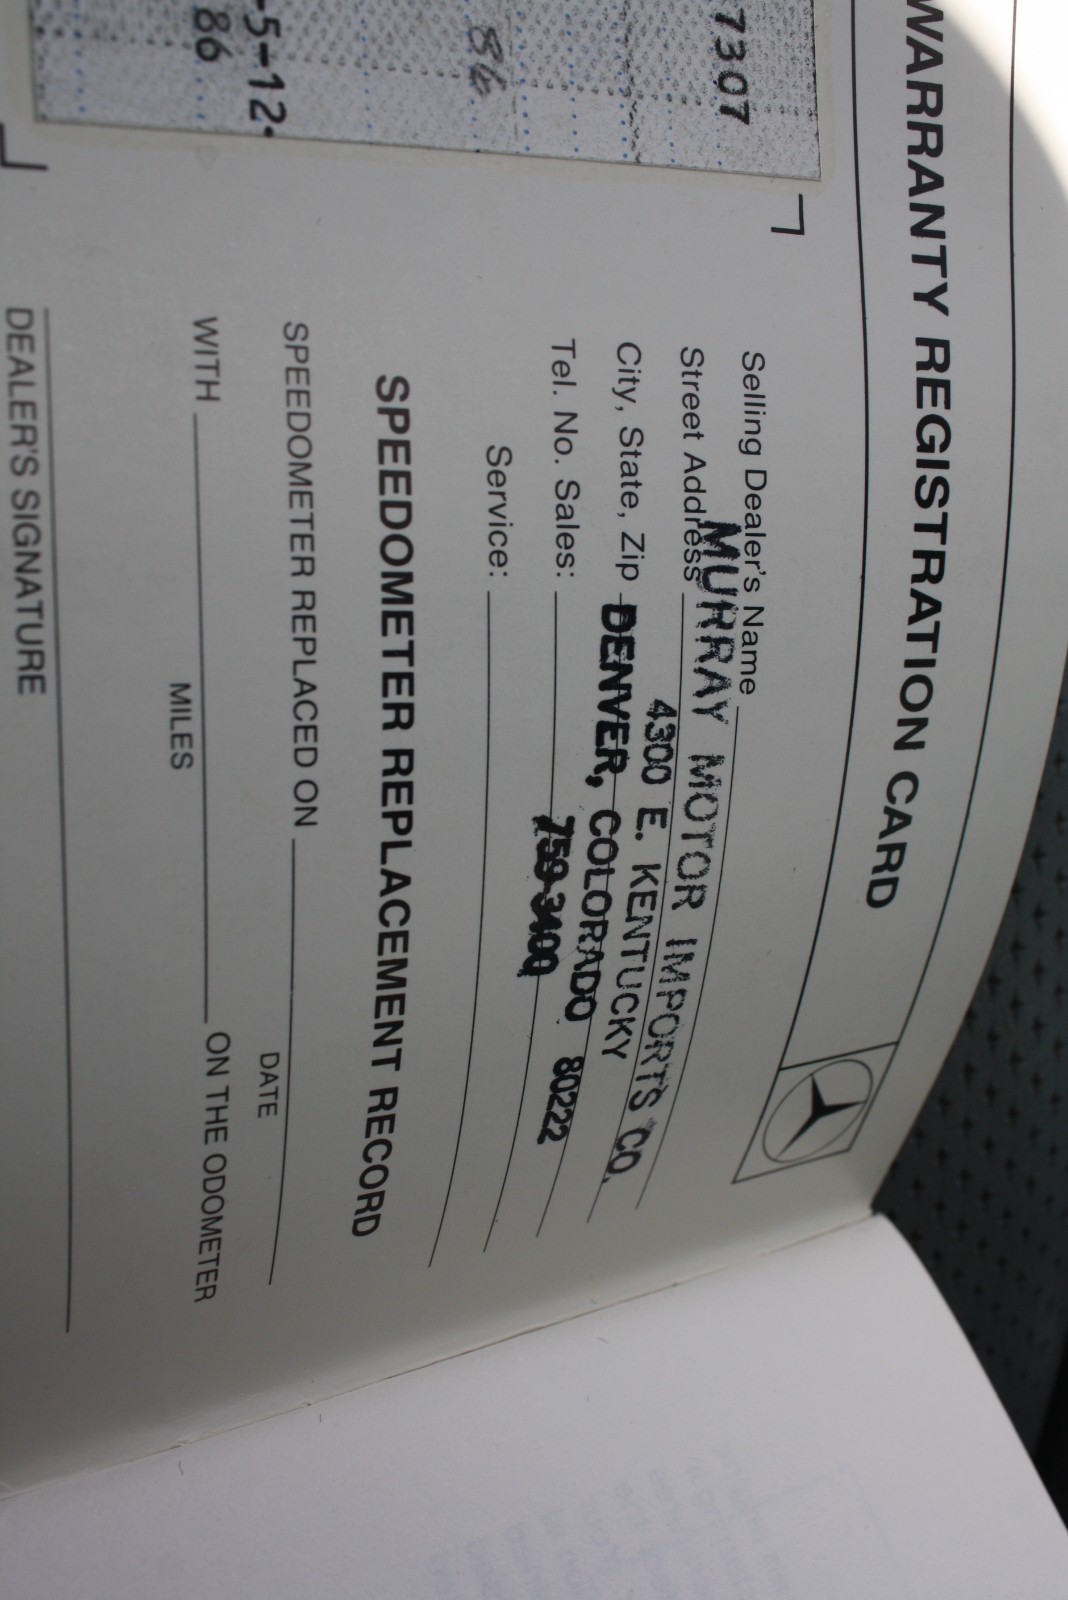 WARRANTY REGISTRATION CARD
7307
86
-5-12-
86
Selling Dealer's Name
MURRAY MOTOR IMPORTS CO.
Street Address
4300 E. KENTUCKY
City, State, Zip DENVER, COLORADO 80222
Tel. No. Sales: 759-3400
Service:
SPEEDOMETER REPLACEMENT RECORD
SPEEDOMETER REPLACED ON
DATE
WITH ON THE ODOMETER
MILES
DEALER'S SIGNATURE